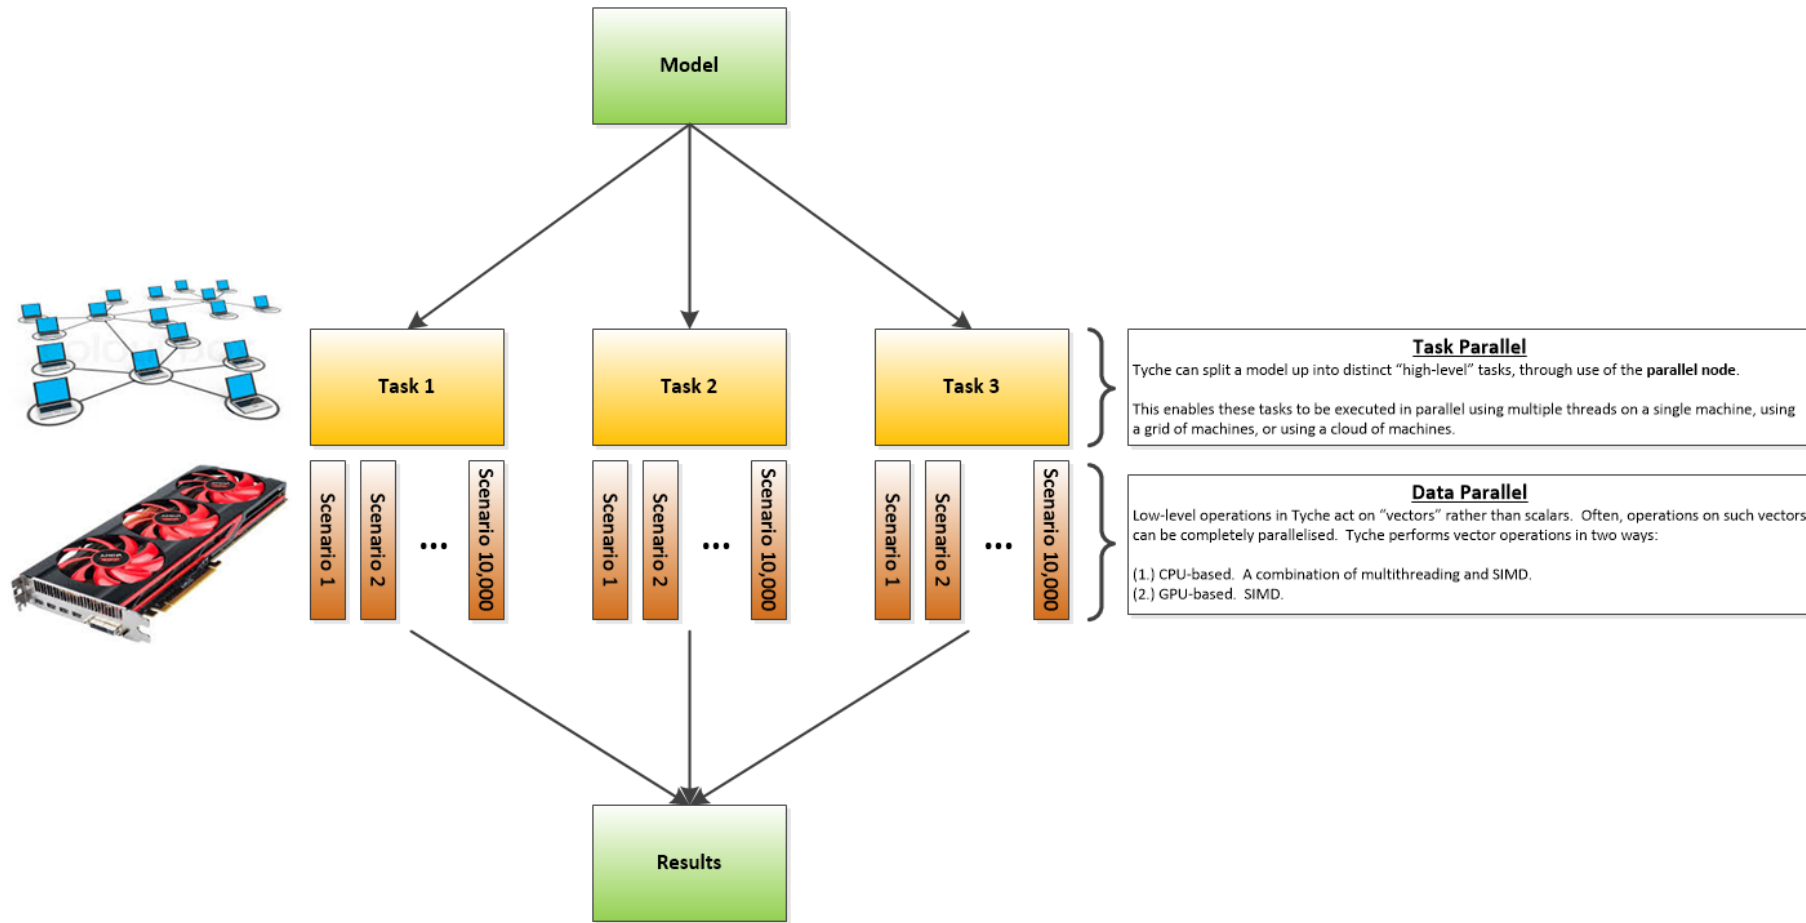 Model
Task 1
Task 2
Task 3
Task Parallel
Tyche can split a model up into distinct “high-level” tasks, through use of the parallel node.
This enables these tasks to be executed in parallel using multiple threads on a single machine, using
a grid of machines, or using a cloud of machines.
Scenario 1
Scenario 2
...
Scenario 10,000
Scenario 1
Scenario 2
...
Scenario 10,000
Scenario 1
Scenario 2
...
Scenario 10,000
Data Parallel
Low-level operations in Tyche act on “vectors” rather than scalars.  Often, operations on such vectors
can be completely parallelised.  Tyche performs vector operations in two ways:
(1.) CPU-based.  A combination of multithreading and SIMD.
(2.) GPU-based.  SIMD.
Results